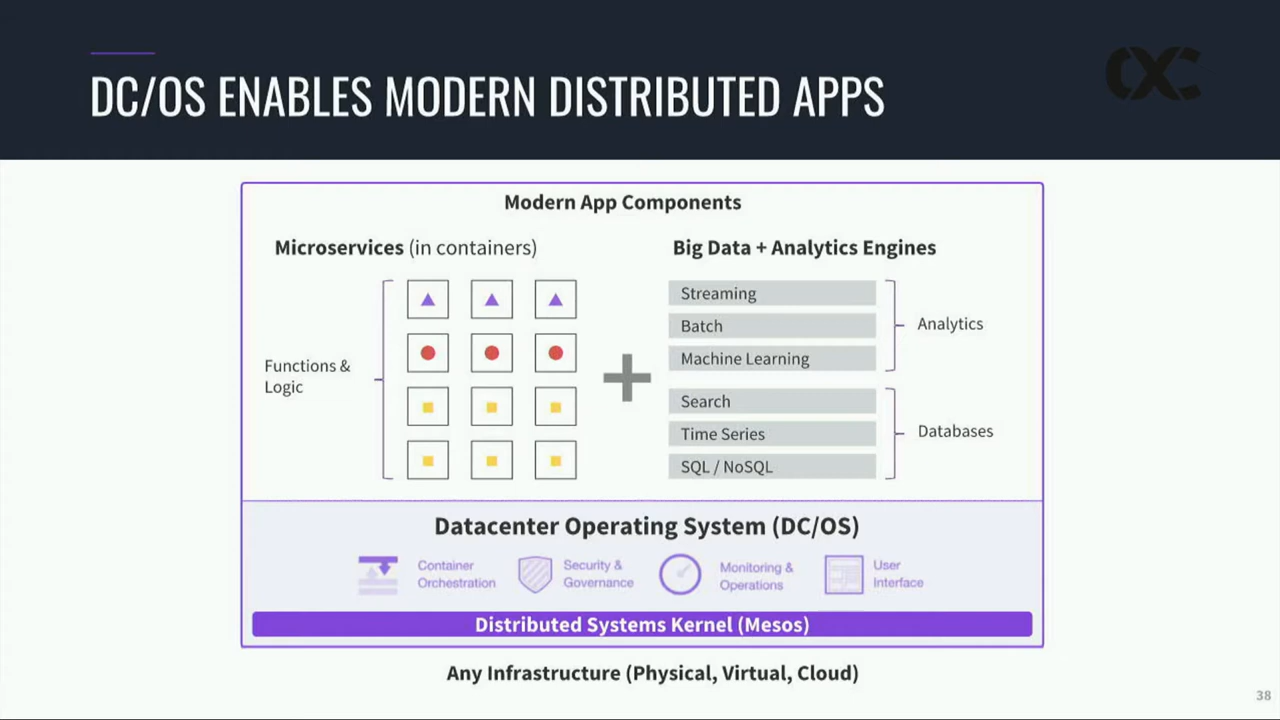 DC/OS ENABLES MODERN DISTRIBUTED APPS
Modern App Components
Microservices (in containers)
Functions &
Logic
Big Data + Analytics Engines
Streaming
Batch
Machine Learning
Analytics
Search
Time Series
SQL / NoSQL
Databases
Datacenter Operating System (DC/OS)
Container
Orchestration
Security &
Governance
Monitoring &
Operations
User
Interface
Distributed Systems Kernel (Mesos)
Any Infrastructure (Physical, Virtual, Cloud)
38